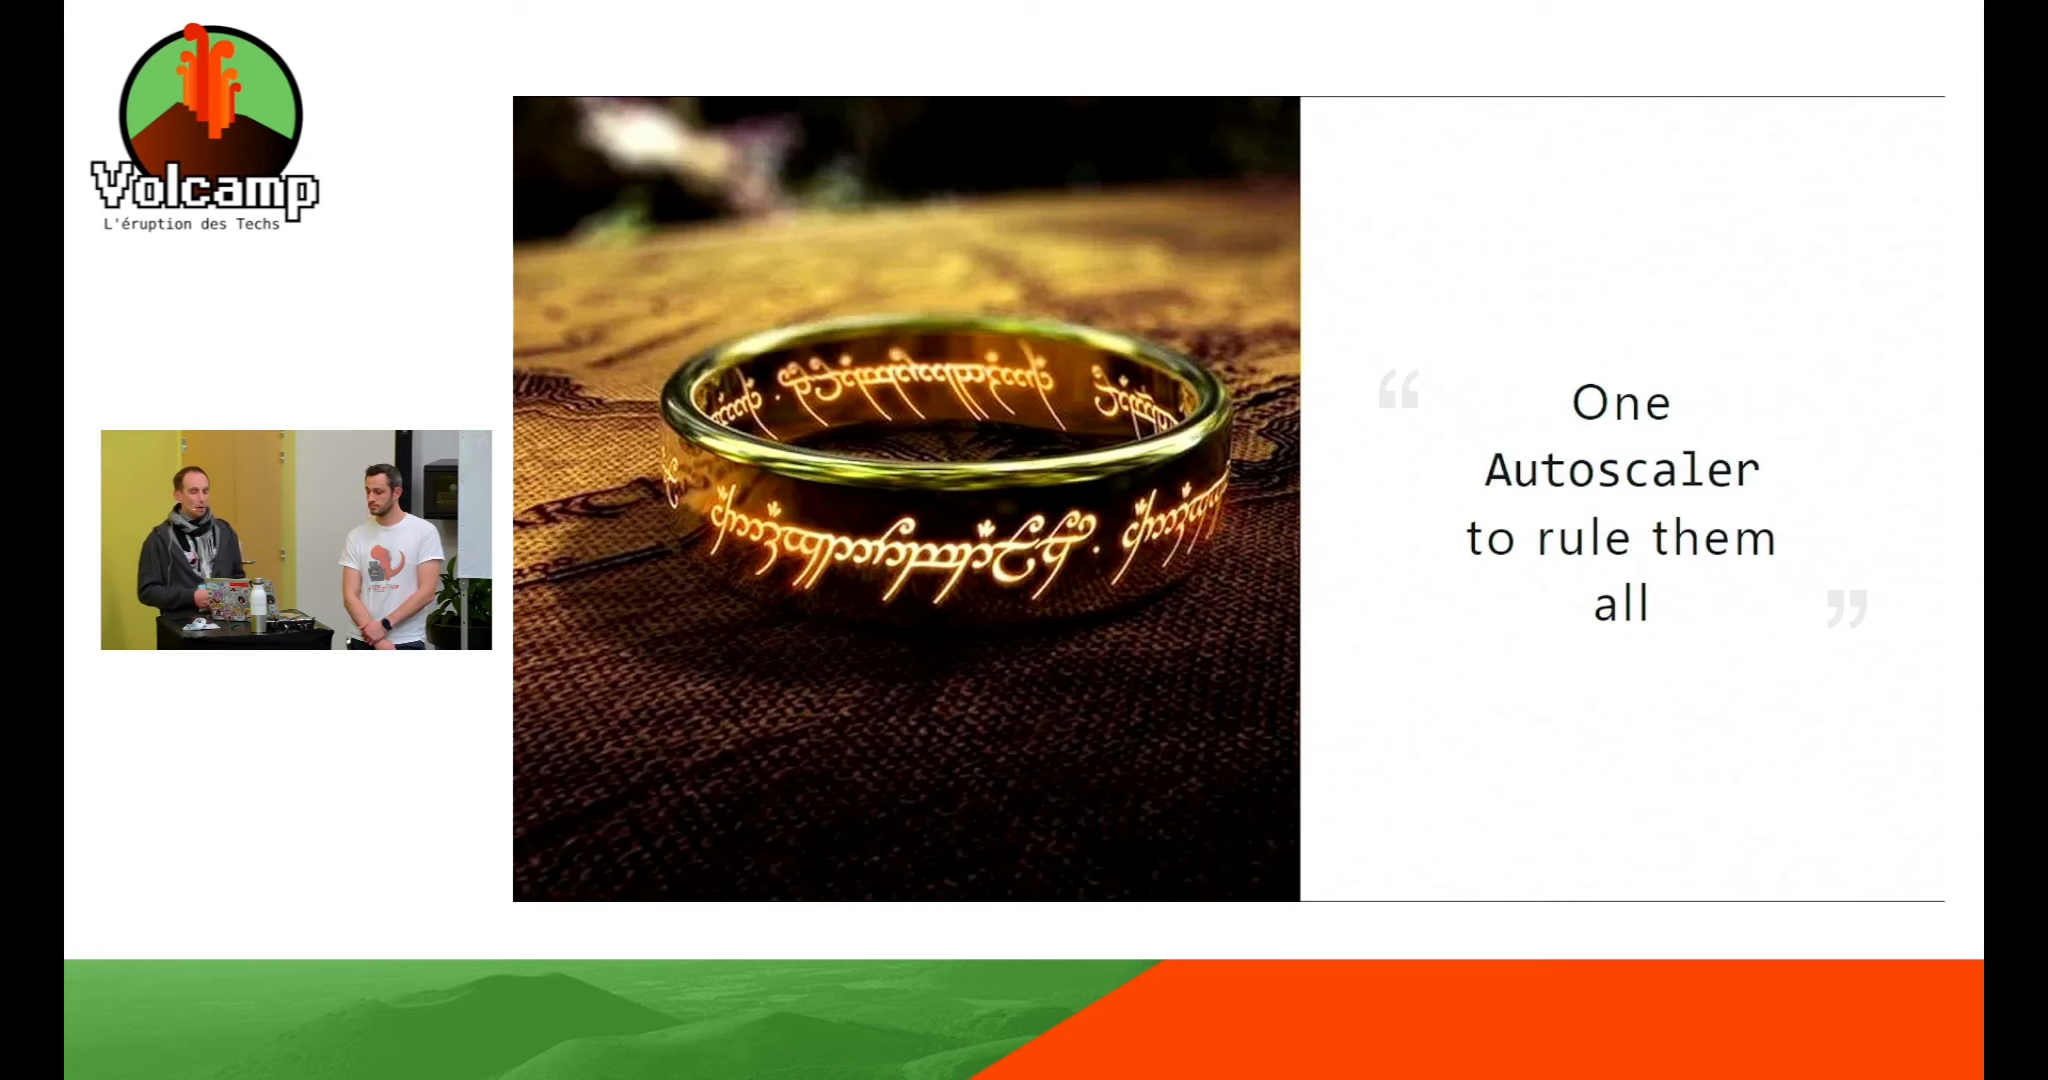 Volcamp
L'éruption des Techs
“
One
Autoscaler
to rule them
all
”